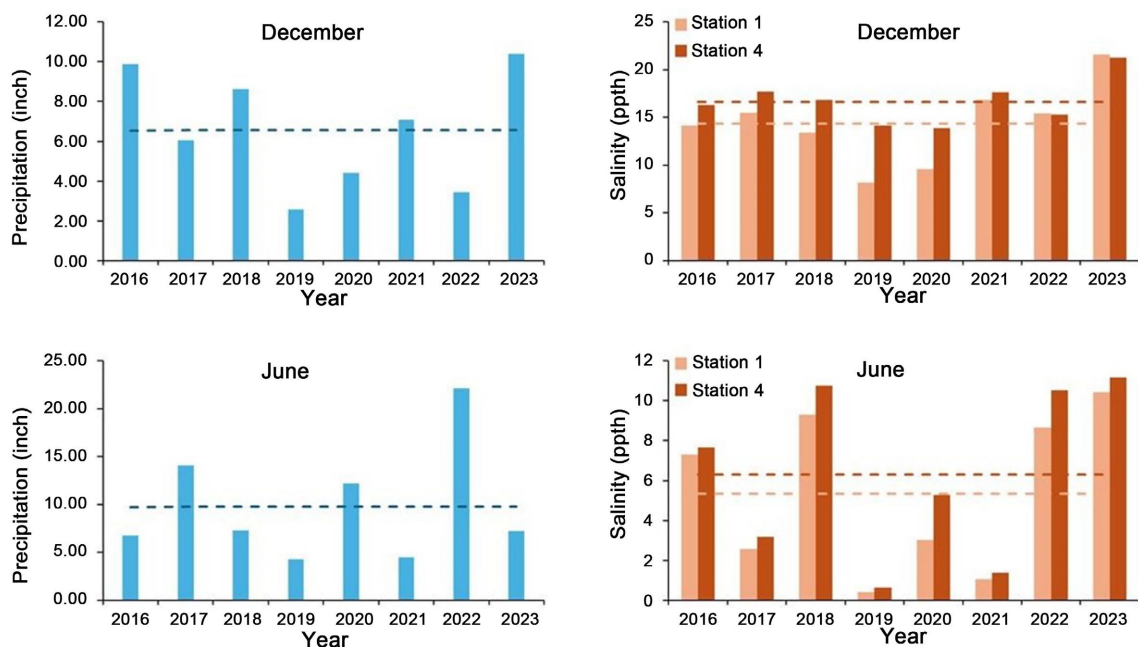 December
Precipitation (inch)
12.00
10.00
8.00
6.00
4.00
2.00
0.00
2016 2017 2018 2019 2020 2021 2022 2023
Year
December
Station 1
Station 4
Salinity (ppth)
25
20
15
10
5
0
2016 2017 2018 2019 2020 2021 2022 2023
Year
June
Precipitation (inch)
25.00
20.00
15.00
10.00
5.00
0.00
2016 2017 2018 2019 2020 2021 2022 2023
Year
June
Station 1
Station 4
Salinity (ppth)
12
10
8
6
4
2
0
2016 2017 2018 2019 2020 2021 2022 2023
Year